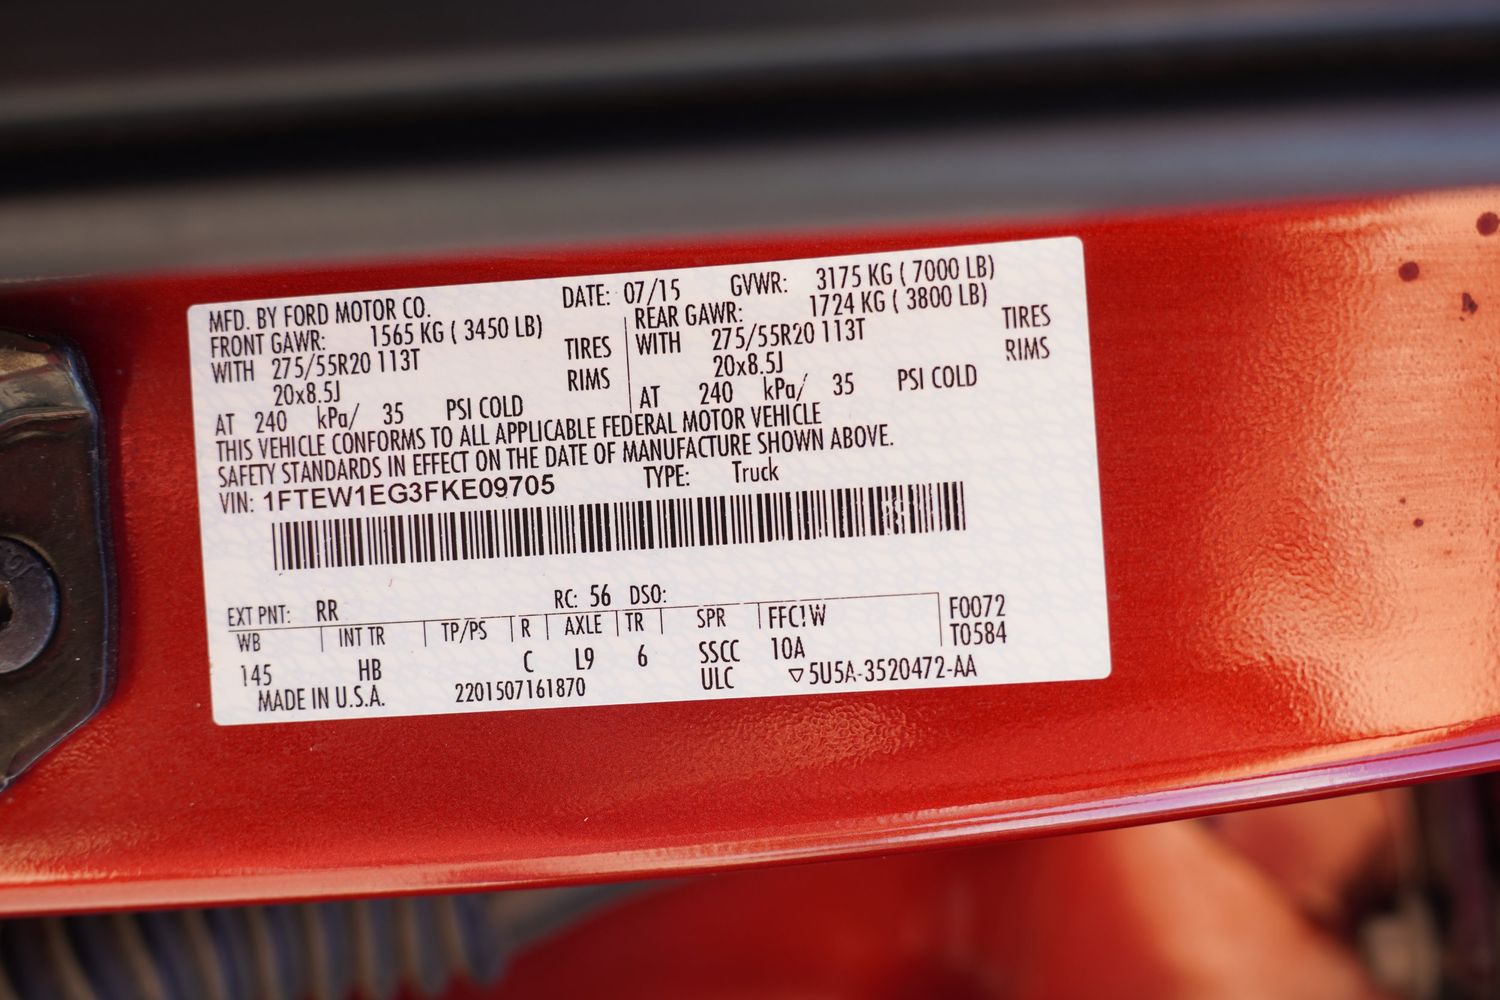 MFD. BY FORD MOTOR CO. DATE: 07/15 GVWR: 3175 KG ( 7000 LB)
FRONT GAWR: 1565 KG ( 3450 LB) REAR GAWR: 1724 KG ( 3800 LB)
WITH 275/55R20 113T TIRES WITH 275/55R20 113T TIRES
20x8.5J RIMS 20x8.5J RIMS
AT 240 kPa/ 35 PSI COLD AT 240 kPa/ 35 PSI COLD
THIS VEHICLE CONFORMS TO ALL APPLICABLE FEDERAL MOTOR VEHICLE
SAFETY STANDARDS IN EFFECT ON THE DATE OF MANUFACTURE SHOWN ABOVE.
VIN: 1FTEW1EG3FKE09705 TYPE: Truck
EXT PNT: RR RC: 56 DSO:
WB INT TR TP/PS R AXLE TR SPR FFC!W F0072
145 HB C L9 6 SSCC 10A T0584
MADE IN U.S.A. 2201507161870 ULC ▽5U5A-3520472-AA